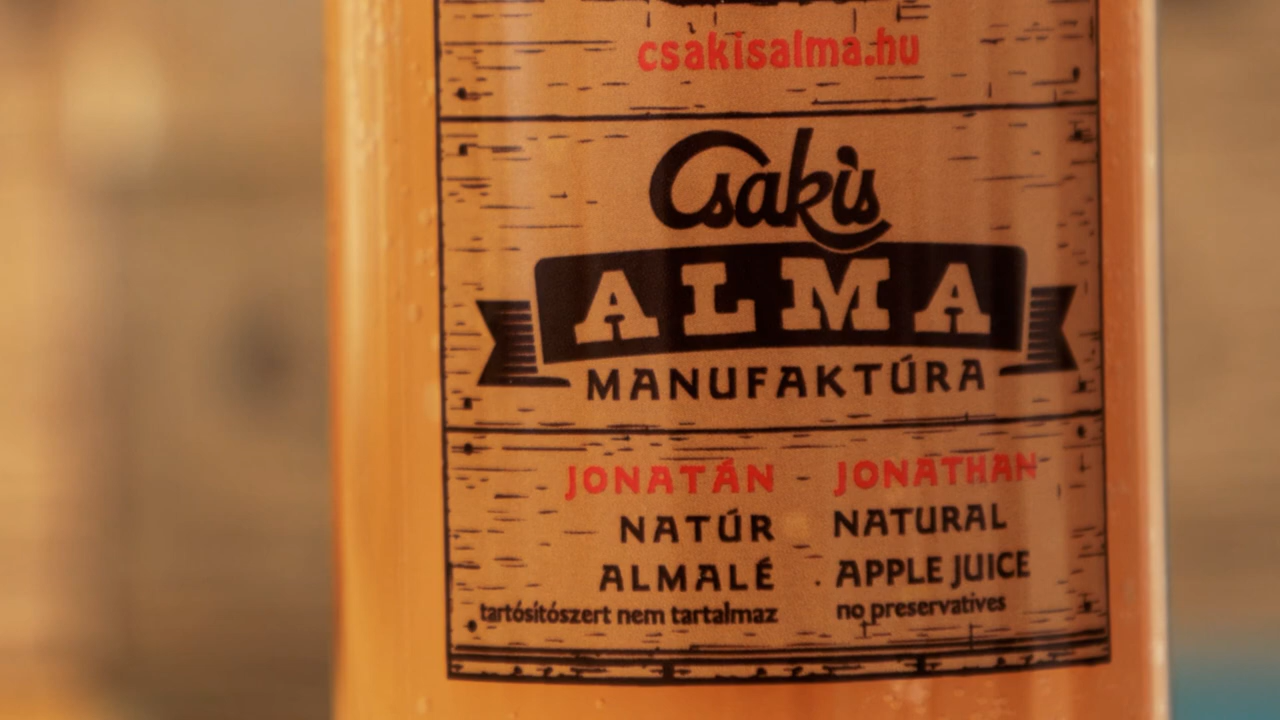 csakisalma.hu
Csakis
ALMA
MANUFAKTÚRA
JONATÁN - JONATHAN
NATÚR NATURAL
ALMALÉ APPLE JUICE
tartósítószert nem tartalmaz no preservatives